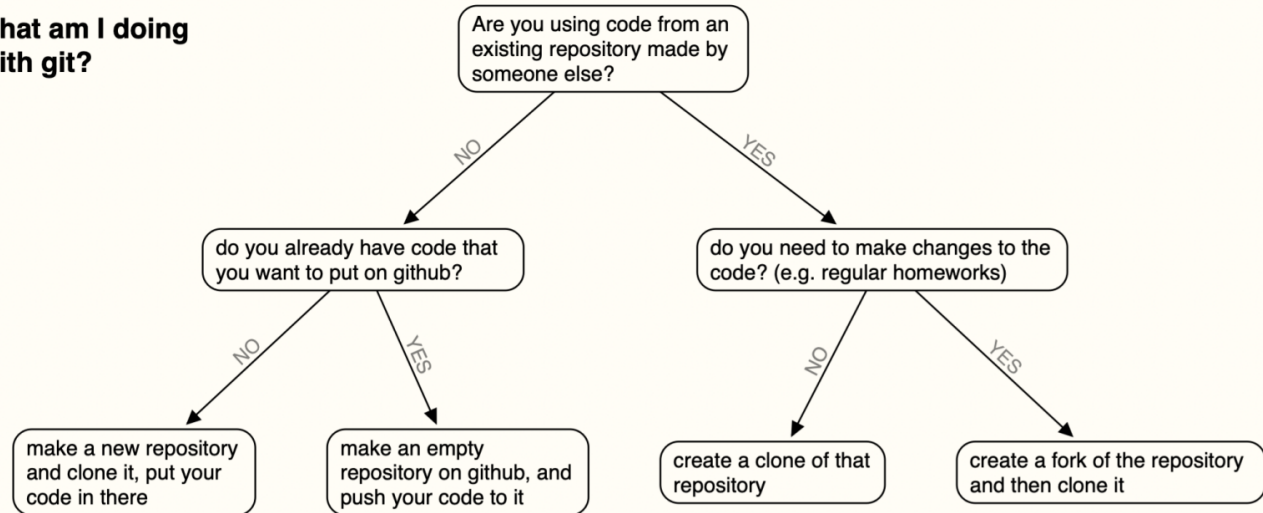 hat am I doing
ith git?
Are you using code from an
existing repository made by
someone else?
NO
YES
do you already have code that
you want to put on github?
do you need to make changes to the
code? (e.g. regular homeworks)
NO
YES
NO
YES
make a new repository
and clone it, put your
code in there
make an empty
repository on github, and
push your code to it
create a clone of that
repository
create a fork of the repository
and then clone it